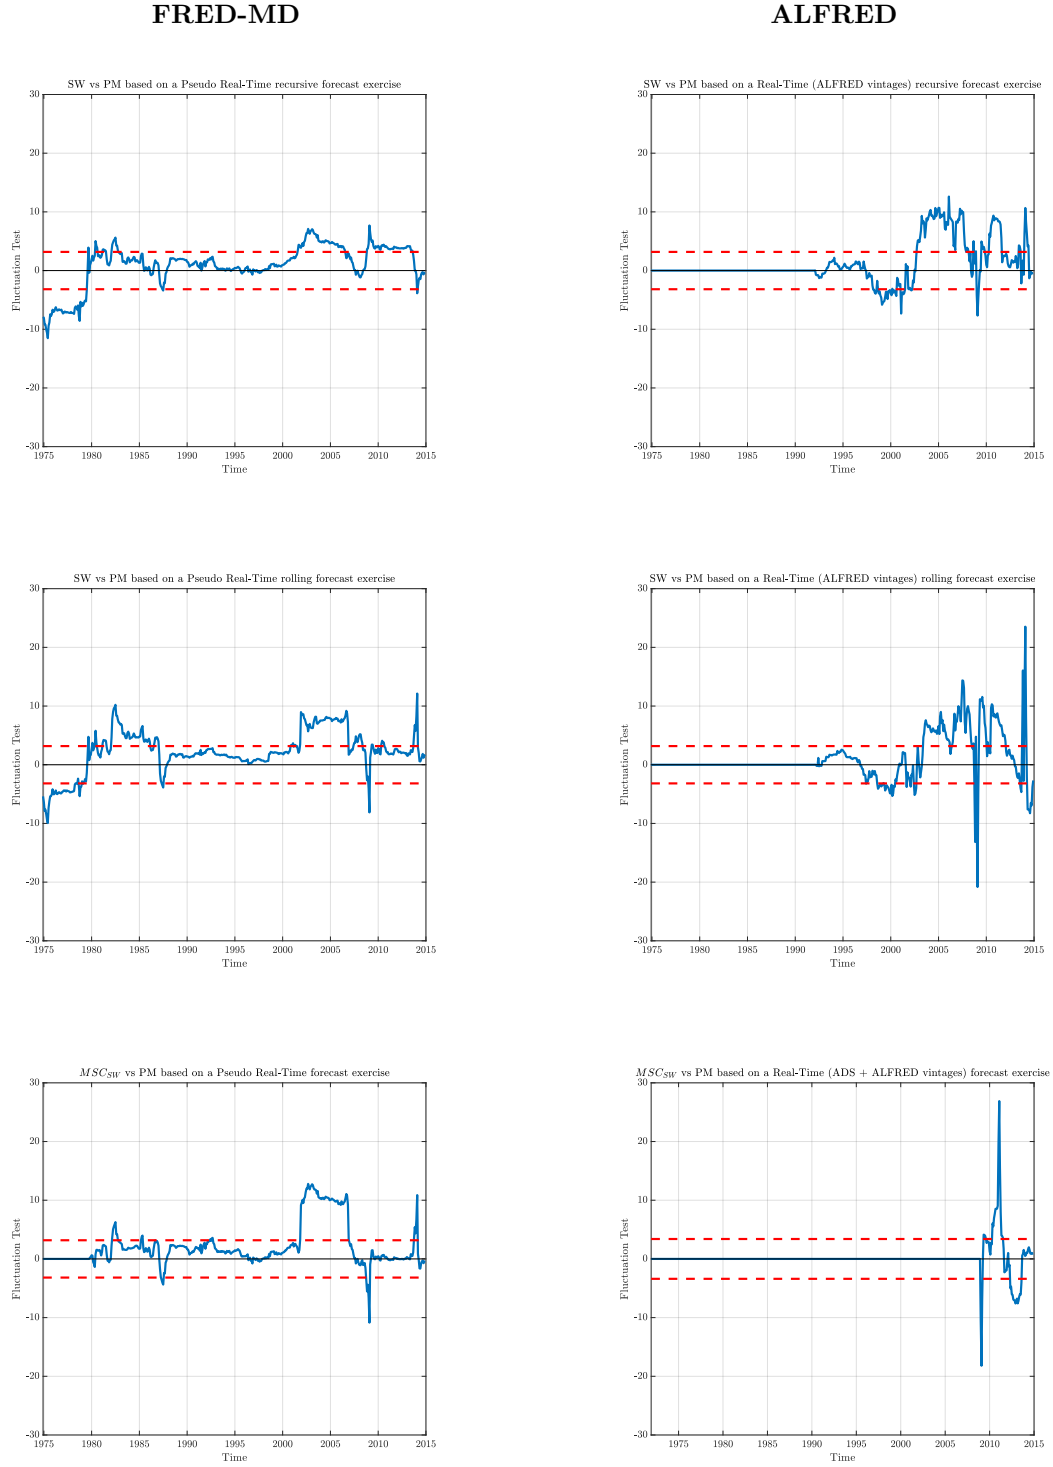 FRED-MD
ALFRED
SW vs PM based on a Pseudo Real-Time recursive forecast exercise
30
20
10
0
-10
-20
-30
Fluctuation Test
1975 1980 1985 1990 1995 2000 2005 2010 2015
Time
SW vs PM based on a Real-Time (ALFRED vintages) recursive forecast exercise
30
20
10
0
-10
-20
-30
Fluctuation Test
1975 1980 1985 1990 1995 2000 2005 2010 2015
Time
SW vs PM based on a Pseudo Real-Time rolling forecast exercise
30
20
10
0
-10
-20
-30
Fluctuation Test
1975 1980 1985 1990 1995 2000 2005 2010 2015
Time
SW vs PM based on a Real-Time (ALFRED vintages) rolling forecast exercise
30
20
10
0
-10
-20
-30
Fluctuation Test
1975 1980 1985 1990 1995 2000 2005 2010 2015
Time
MSC_SW vs PM based on a Pseudo Real-Time forecast exercise
30
20
10
0
-10
-20
-30
Fluctuation Test
1975 1980 1985 1990 1995 2000 2005 2010 2015
Time
MSC_SW vs PM based on a Real-Time (ADS + ALFRED vintages) forecast exercise
30
20
10
0
-10
-20
-30
Fluctuation Test
1975 1980 1985 1990 1995 2000 2005 2010 2015
Time